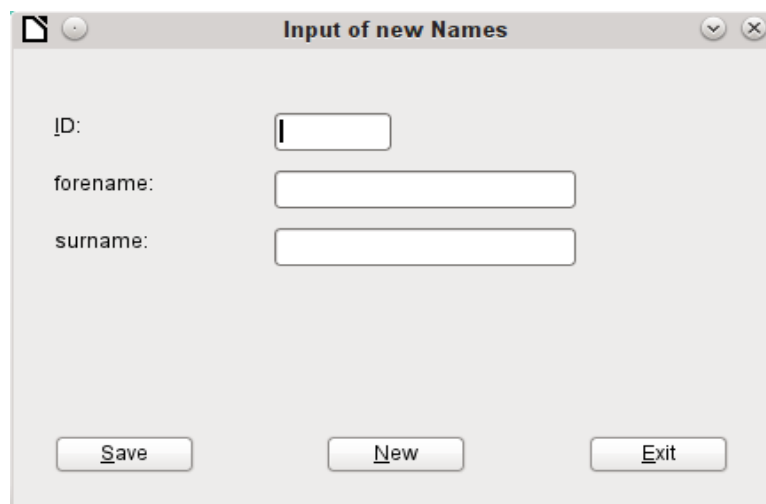 Input of new Names
ID:
forename:
surname:
Save New Exit